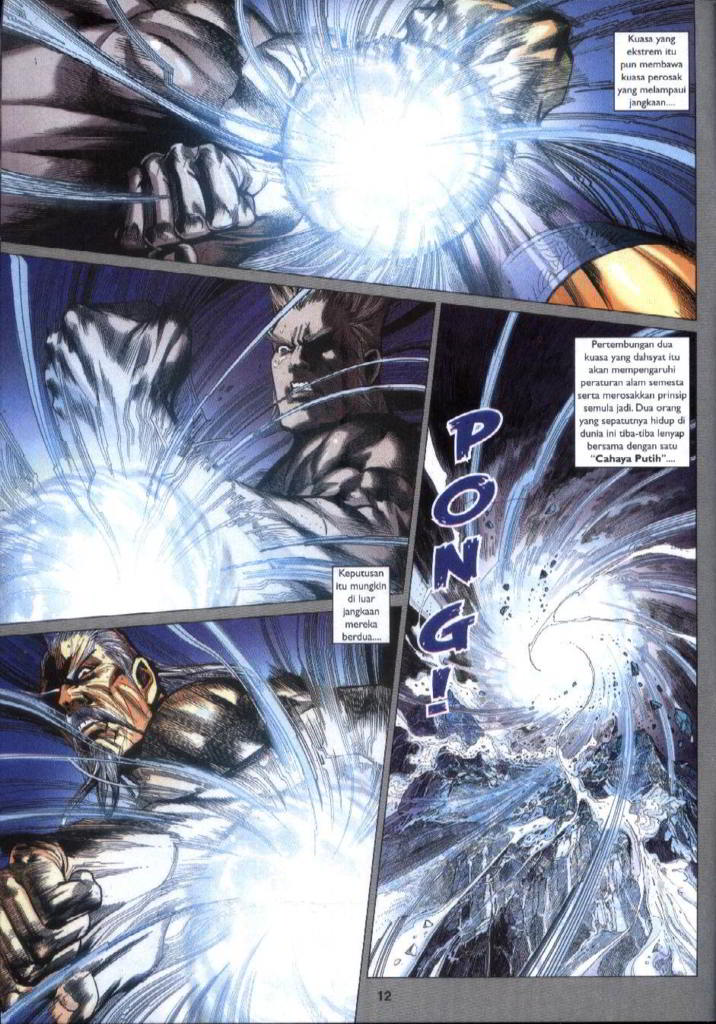 Kuasa yang
ekstrem itu
pun membawa
kuasa perosak
yang melampaui
jangkaan....
Keputusan
itu mungkin
di luar
jangkaan
mereka
berdua....
Pertembungan dua
kuasa yang dahsyat itu
akan mempengaruhi
peraturan alam semesta
serta merosakkan prinsip
semula jadi. Dua orang
yang sepatutnya hidup di
dunia ini tiba-tiba lenyap
bersama dengan satu
"Cahaya Putih"....
PONG!
12